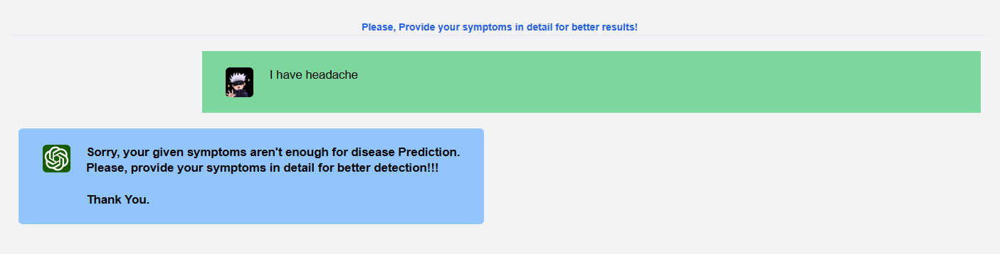 Please, Provide your symptoms in detail for better results!
I have headache
Sorry, your given symptoms aren't enough for disease Prediction.
Please, provide your symptoms in detail for better detection!!!
Thank You.